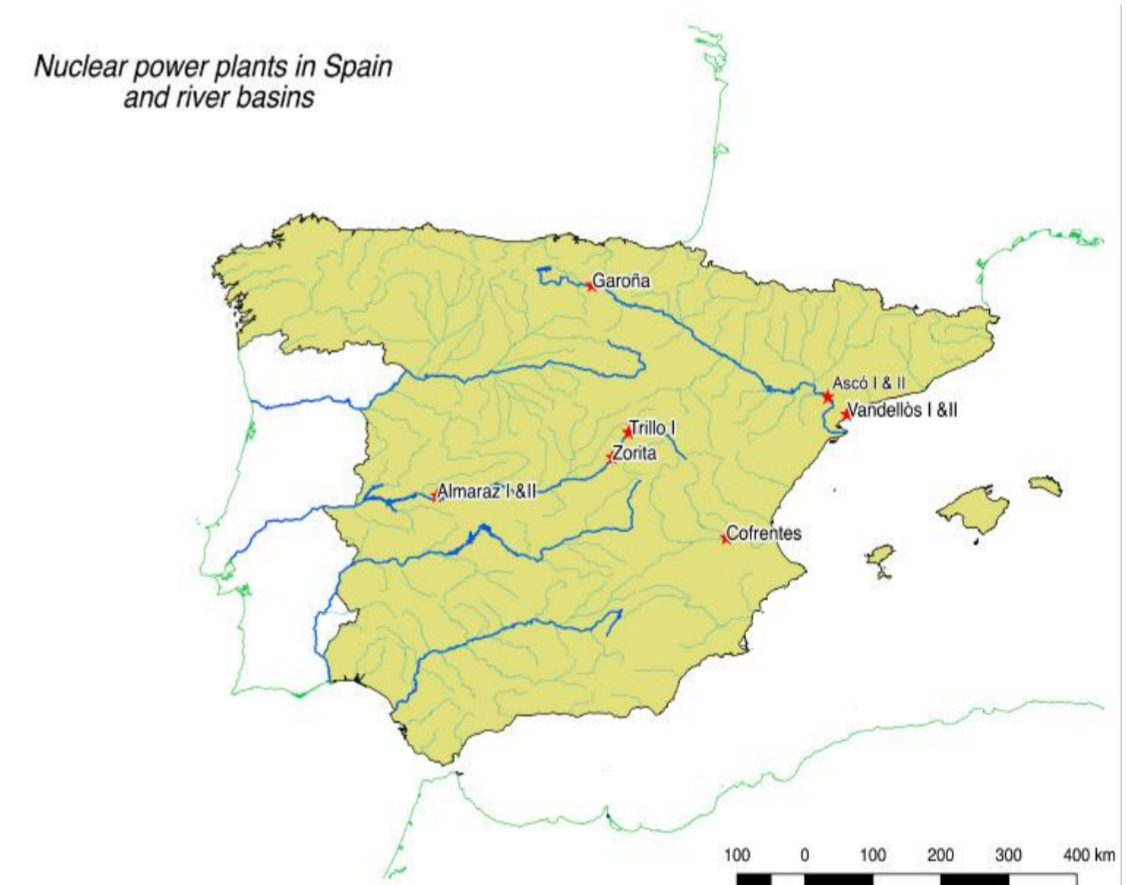 Nuclear power plants in Spain
and river basins
Garoña
Ascó I & II
Vandellòs I &II
Trillo I
Zorita
Almaraz I &II
Cofrentes
100 0 100 200 300 400 km